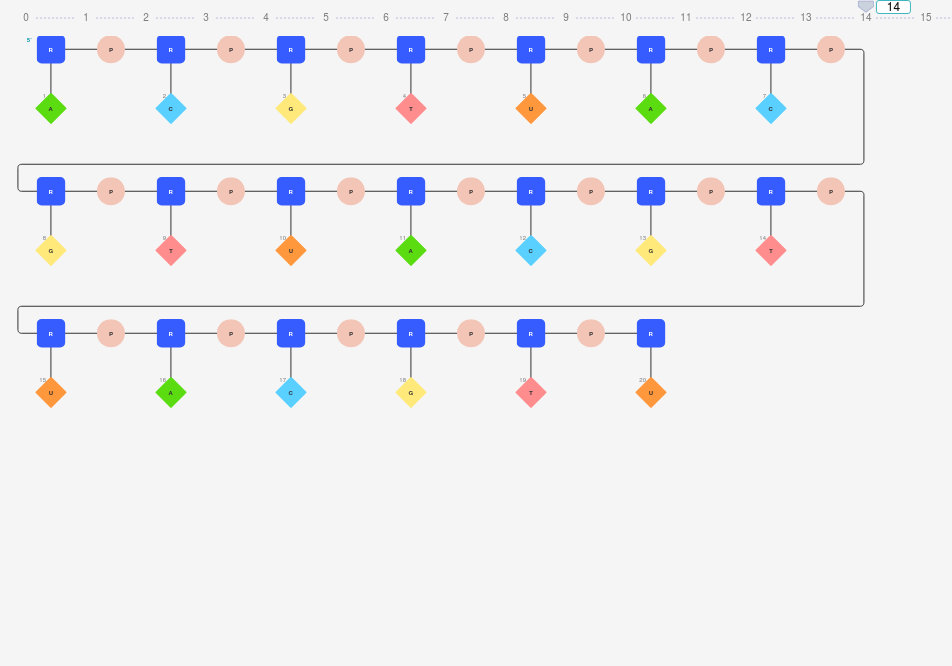 14
0 1 2 3 4 5 6 7 8 9 10 11 12 13 14 15
5' R P R P R P R P R P R P R P
1 A 2 C 3 G 4 T 5 U 6 A 7 C
R P R P R P R P R P R P R P
8 G 9 T 10 U 11 A 12 C 13 G 14 T
R P R P R P R P R P R
15 U 16 A 17 C 18 G 19 T 20 U